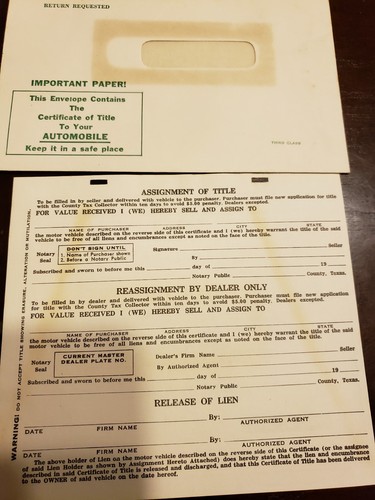 RETURN REQUESTED
IMPORTANT PAPER!
This Envelope Contains
The
Certificate of Title
To Your
AUTOMOBILE
Keep it in a safe place
FIRST CLASS
ASSIGNMENT OF TITLE
To be filled in by seller and delivered with vehicle to the purchaser. Purchaser must file new application for title
with the County Tax Collector within ten days to avoid $2.50 penalty. Dealers excepted.
FOR VALUE RECEIVED I (WE) HEREBY SELL AND ASSIGN TO
NAME OF PURCHASER ADDRESS CITY STATE
the motor vehicle described on the reverse side of this certificate and I (we) hereby warrant the title of the said
vehicle to be free of all liens and encumbrances except as noted on the face of the title.
Notary
Seal
DON'T SIGN UNTIL
1. Name of Purchaser shown
2. Before a Notary Public
Signature Seller
By
Subscribed and sworn to before me this day of 19
Notary Public County, Texas.
REASSIGNMENT BY DEALER ONLY
To be filled in by dealer and delivered with vehicle to the purchaser. Purchaser must file new application
for title with the County Tax Collector within ten days to avoid $2.50 penalty. Dealers excepted.
FOR VALUE RECEIVED I (WE) HEREBY SELL AND ASSIGN TO
NAME OF PURCHASER ADDRESS CITY STATE
the motor vehicle described on the reverse side of this certificate and I (we) hereby warrant the title of the said
motor vehicle to be free of all liens and encumbrances except as noted on the face of the title.
Notary
Seal
CURRENT MASTER
DEALER PLATE NO.
Dealer's Firm Name Seller
By Authorized Agent
Subscribed and sworn to before me this day of 19
Notary Public County, Texas.
RELEASE OF LIEN
By:
DATE FIRM NAME AUTHORIZED AGENT
By:
DATE FIRM NAME AUTHORIZED AGENT
The above holder of Lien on the motor vehicle described on the reverse side of this Certificate (or the assignee
of said Lien Holder as shown by Assignment Hereto Attached) does hereby state that the lien and encumbrance
described in said Certificate of Title is released and discharged, and that this Certificate of Title has been delivered
to the OWNER of said vehicle on the date hereof.
WARNING: DO NOT ACCEPT TITLE SHOWING ERASURE, ALTERATION OR MUTILATION.